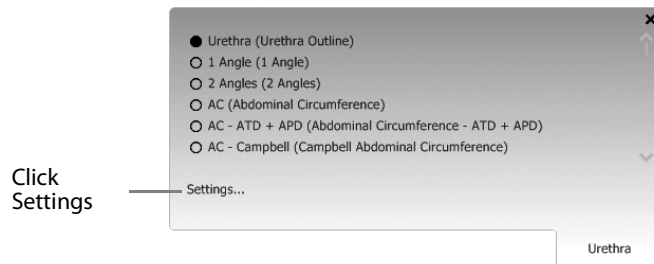 Urethra (Urethra Outline)
1 Angle (1 Angle)
2 Angles (2 Angles)
AC (Abdominal Circumference)
AC - ATD + APD (Abdominal Circumference - ATD + APD)
AC - Campbell (Campbell Abdominal Circumference)
Click
Settings
Settings...
Urethra